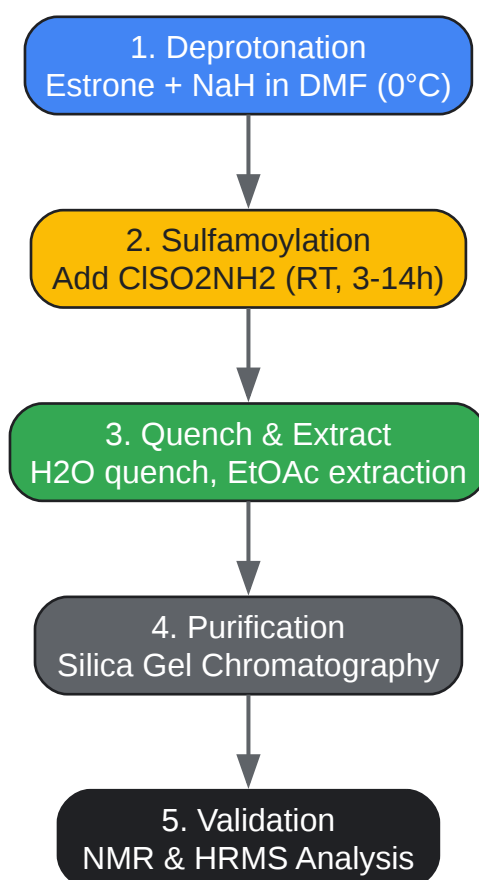 1. Deprotonation
Estrone + NaH in DMF (0°C)
2. Sulfamoylation
Add ClSO2NH2 (RT, 3-14h)
3. Quench & Extract
H2O quench, EtOAc extraction
4. Purification
Silica Gel Chromatography
5. Validation
NMR & HRMS Analysis